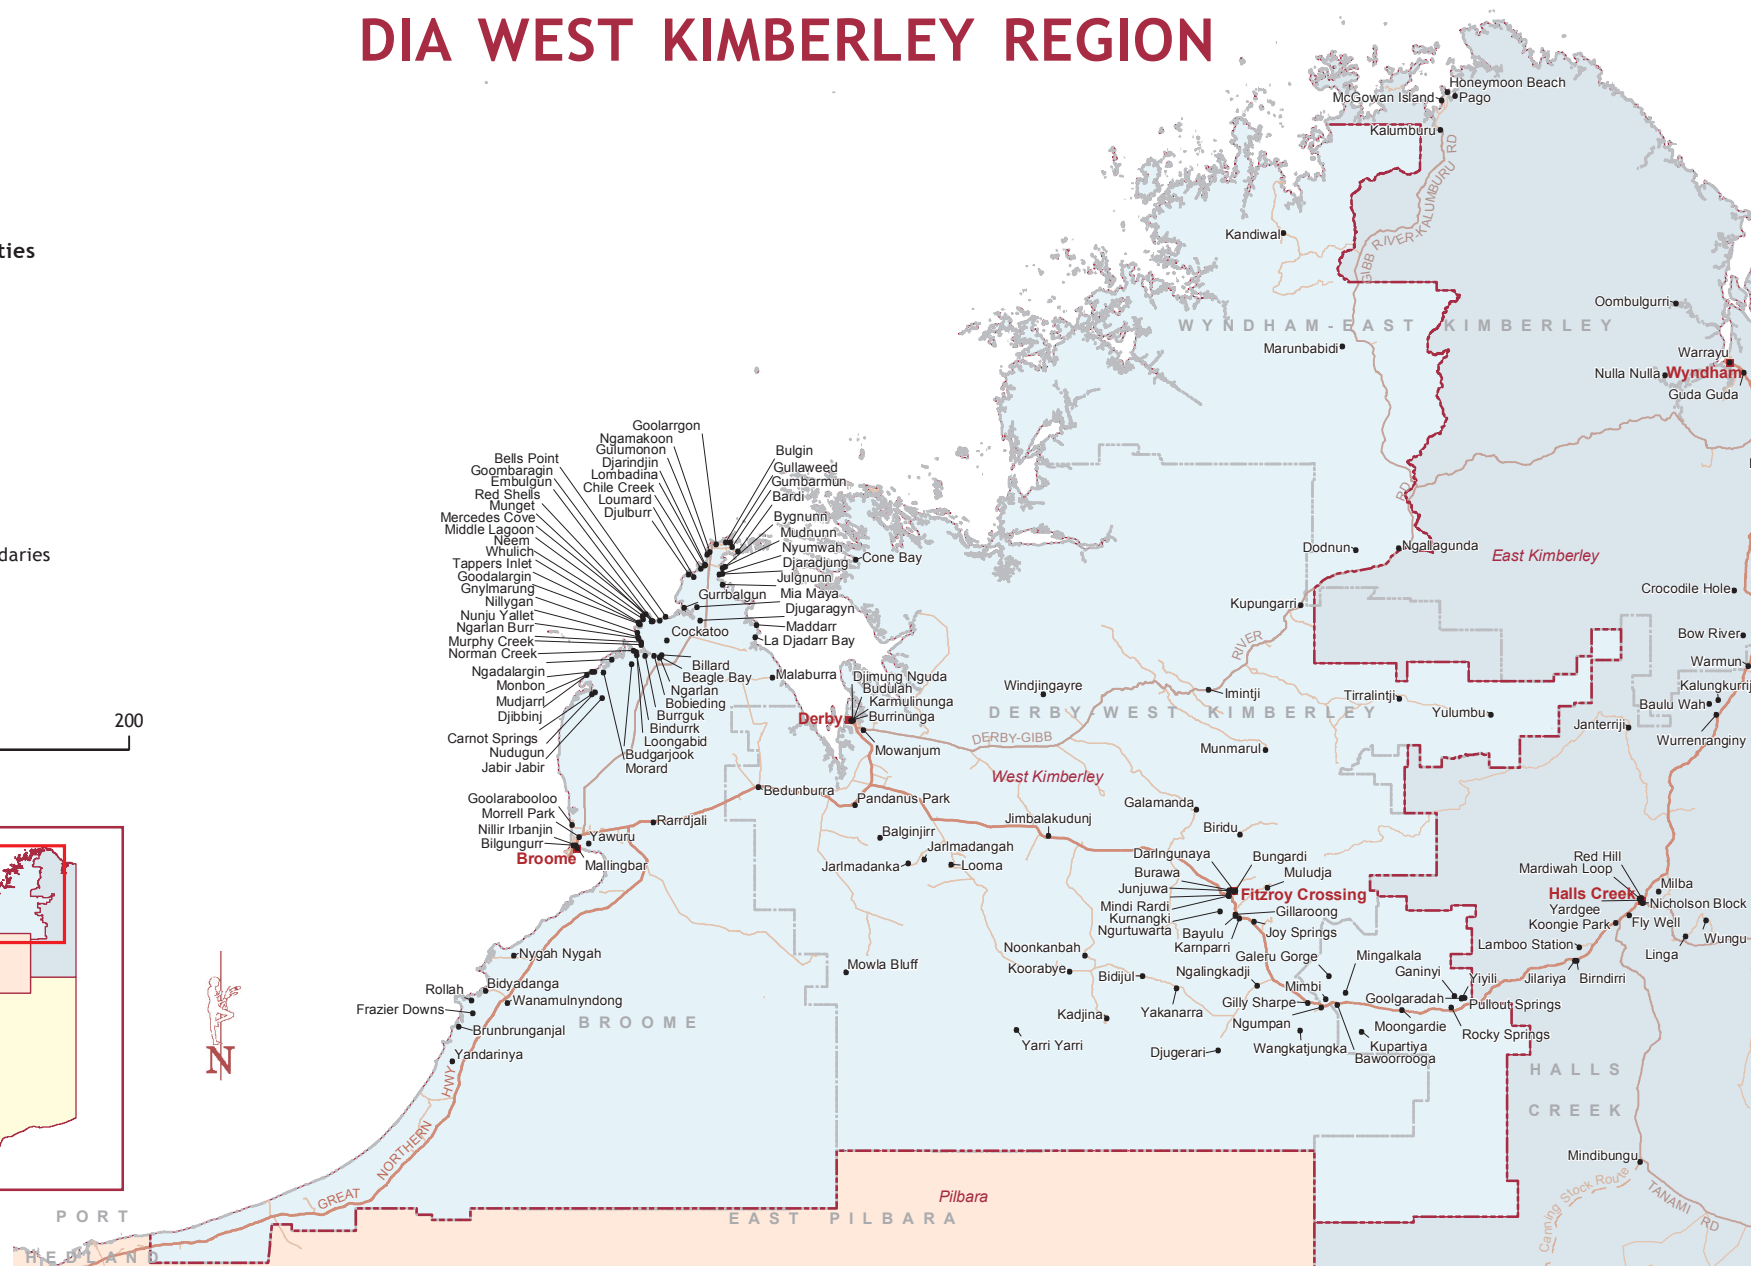 DIA WEST KIMBERLEY REGION
ties
daries
200
N
Honeymoon Beach
McGowan Island
Pago
Kalumburu
GIBB RIVER-KALUMBURU RD
Kandiwal
Oombulgurri
WYNDHAM-EAST KIMBERLEY
Marunbabidi
Warrayu
Nulla Nulla
Wyndham
Guda Guda
Goolarrgon
Ngamakoon
Gulumonon
Djarindjin
Lombadina
Chile Creek
Loumard
Djulburr
Bells Point
Goombaragin
Embulgun
Red Shells
Munget
Mercedes Cove
Middle Lagoon
Neem
Whulich
Tappers Inlet
Goodalargin
Gnylmarung
Nillygan
Nunju Yallet
Ngarlan Burr
Murphy Creek
Norman Creek
Ngadalargin
Monbon
Mudjarrl
Djibbinj
Carnot Springs
Nudugun
Jabir Jabir
Bulgin
Gullaweed
Gumbarmun
Bardi
Bygnunn
Mudnunn
Nyumwah
Djaradjung
Julgnunn
Mia Maya
Gurrbalgun
Djugaragyn
Maddarr
La Djadarr Bay
Cockatoo
Cone Bay
Billard
Beagle Bay
Ngarlan
Bobieding
Burrguk
Bindurrk
Loongabid
Budgarjook
Morard
Malaburra
Djimung Nguda
Budulah
Karmulinunga
Burrinunga
Derby
Mowanjum
Dodnun
Ngallagunda
RD
East Kimberley
Crocodile Hole
Kupungarri
RIVER
Bow River
Warmun
Windjingayre
Imintji
Tirralintji
Yulumbu
Kalungkurrij
Baulu Wah
Janterriji
Wurrenranginy
DERBY-WEST KIMBERLEY
DERBY-GIBB
Munmarul
West Kimberley
Bedunburra
Pandanus Park
Galamanda
Goolarabooloo
Morrell Park
Nillir Irbanjin
Bilgungurr
Yawuru
Broome
Mallingbar
Rarrdjali
Balginjirr
Jimbalakudunj
Biridu
Jarlmadangah
Jarlmadanka
Looma
Darlngunaya
Bungardi
Burawa
Muludja
Junjuwa
Fitzroy Crossing
Mindi Rardi
Kurnangki
Gillaroong
Ngurtuwarta
Bayulu
Joy Springs
Karnparri
Red Hill
Mardiwah Loop
Milba
Halls Creek
Nicholson Block
Yardgee
Koongie Park
Fly Well
Wungu
Linga
Lamboo Station
Nygah Nygah
Noonkanbah
Mowla Bluff
Koorabye
Bidijul
Galeru Gorge
Mingalkala
Ngalingkadji
Ganinyi
Yiyili
Jilariya
Birndirri
Rollah
Bidyadanga
Wanamulnyndong
Frazier Downs
Brunbrunganjal
BROOME
Yakanarra
Mimbi
Gilly Sharpe
Goolgaradah
Pullout Springs
Kadjina
Ngumpan
Moongardie
Rocky Springs
Yandarinya
Yarri Yarri
Djugerari
Wangkatjungka
Kupartiya
Bawoorrooga
HALLS
CREEK
GREAT NORTHERN HWY
Mindibungu
Canning Stock Route
TANAMI RD
Pilbara
PORT
HEDLAND
EAST PILBARA